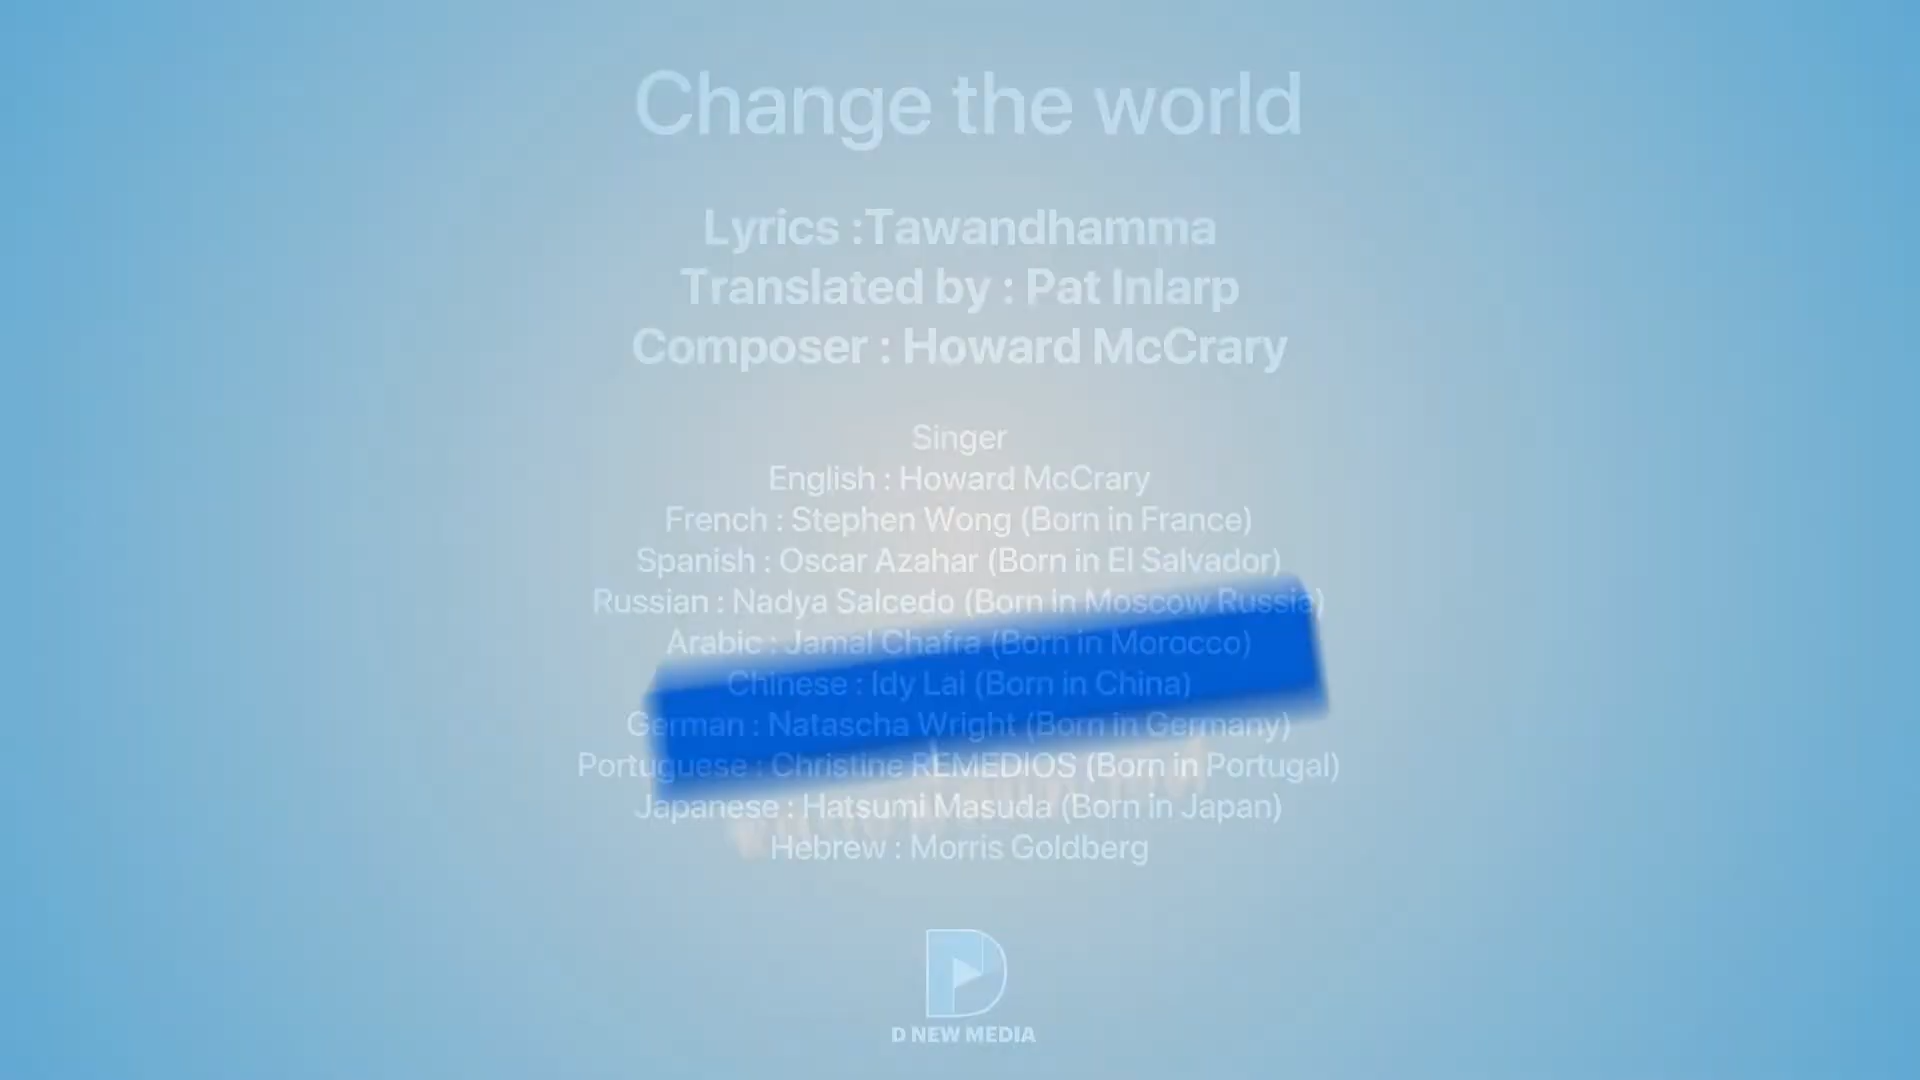 Change the world
Lyrics :Tawandhamma
Translated by : Pat Inlarp
Composer : Howard McCrary
Singer
English : Howard McCrary
French : Stephen Wong (Born in France)
Spanish : Oscar Azahar (Born in El Salvador)
Russian : Nadya Salcedo (Born in Moscow Russia)
Arabic : Jamal Chafra (Born in Morocco)
Chinese : Idy Lai (Born in China)
German : Natascha Wright (Born in Germany)
Portuguese : Christine REMEDIOS (Born in Portugal)
Japanese : Hatsumi Masuda (Born in Japan)
Hebrew : Morris Goldberg
D NEW MEDIA